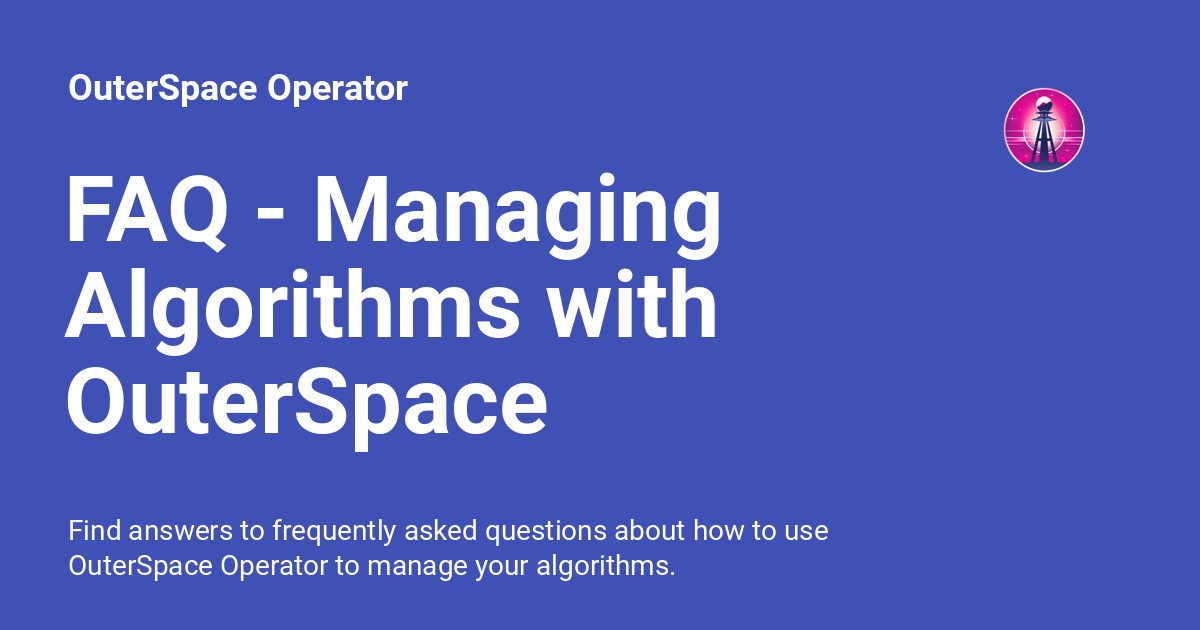 OuterSpace Operator
FAQ - Managing
Algorithms with
OuterSpace
Find answers to frequently asked questions about how to use
OuterSpace Operator to manage your algorithms.